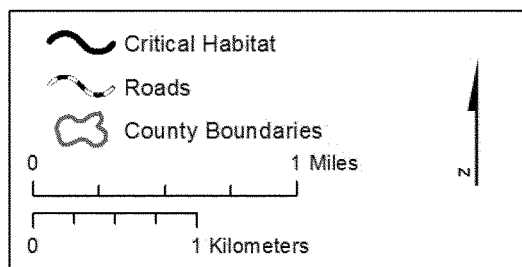 Critical Habitat
Roads
County Boundaries
0 1 Miles
0 1 Kilometers
N